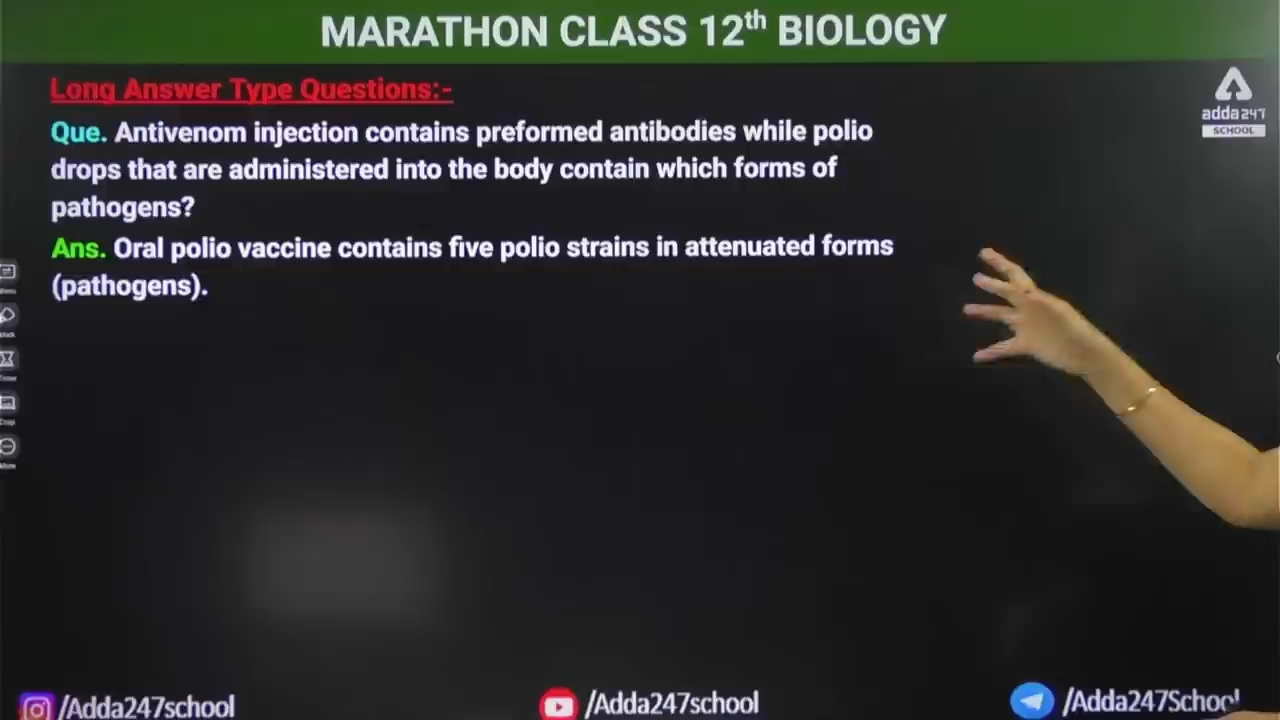 MARATHON CLASS 12th BIOLOGY
Long Answer Type Questions:-
adda247
SCHOOL
Que. Antivenom injection contains preformed antibodies while polio
drops that are administered into the body contain which forms of
pathogens?
Ans. Oral polio vaccine contains five polio strains in attenuated forms
(pathogens).
/Adda247school
/Adda247school
/Adda247School